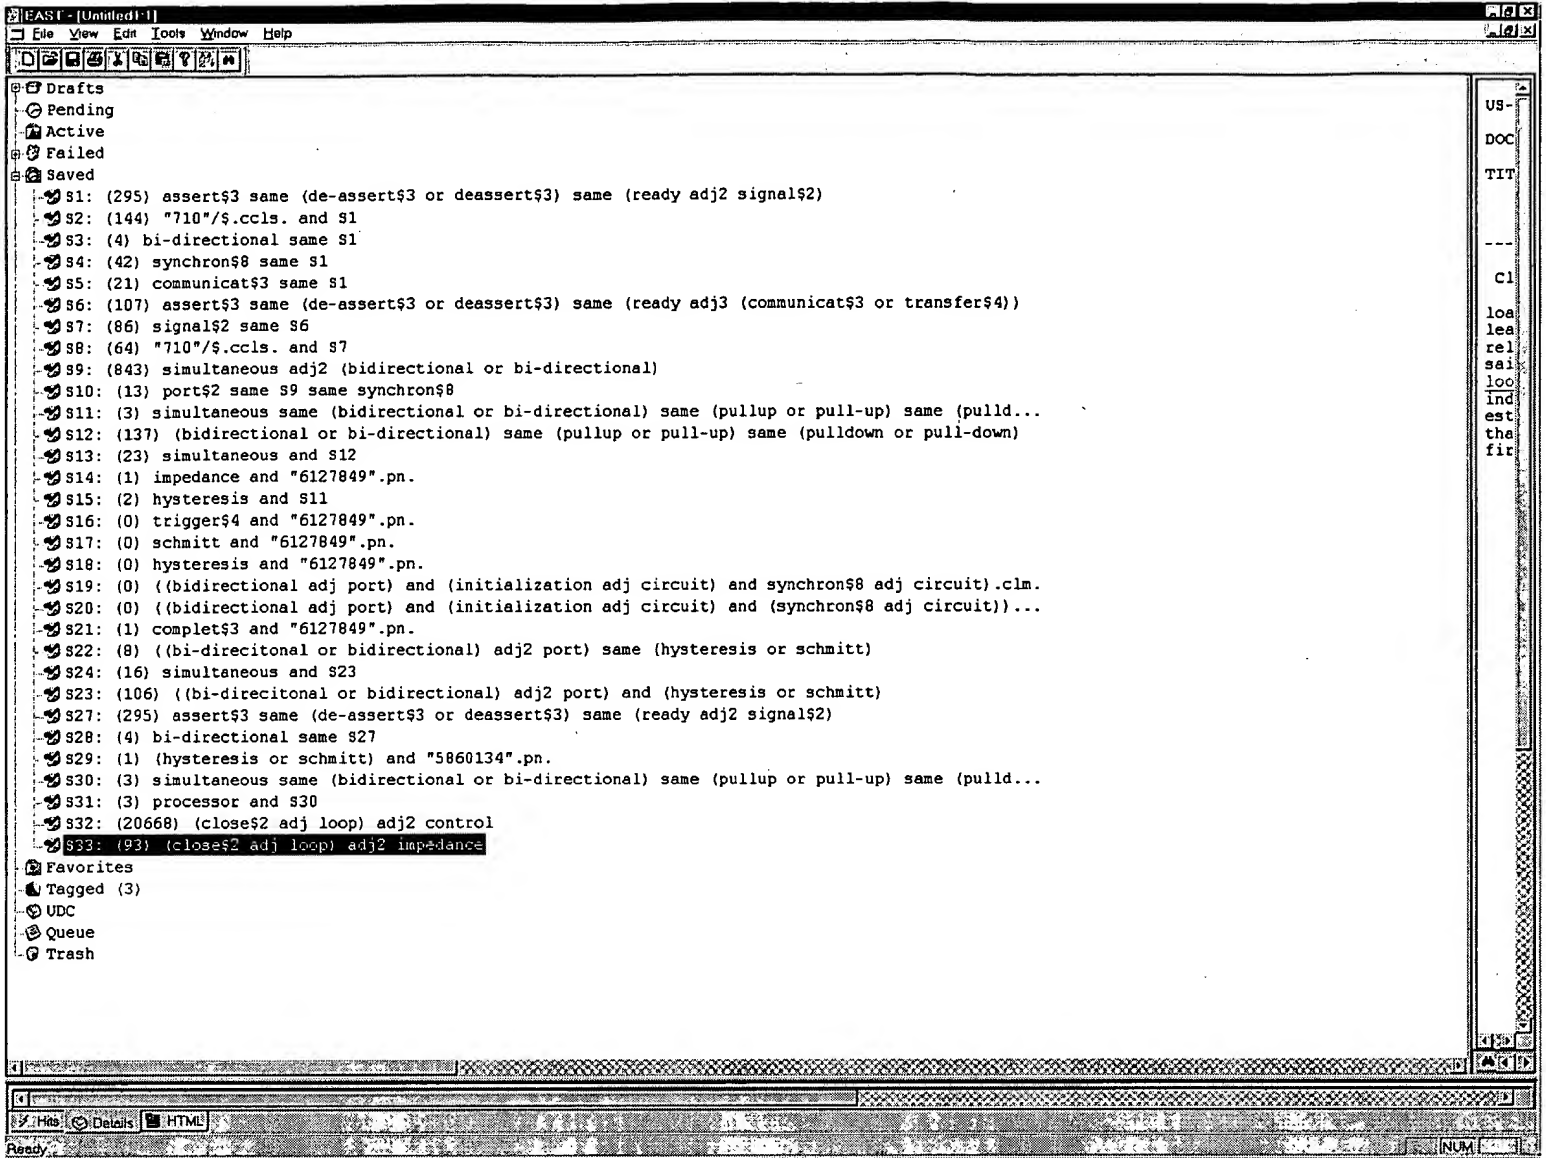 EAST - [Untitled1:1]
File View Edit Tools Window Help
Drafts
Pending
Active
Failed
Saved
S1: (295) assert$3 same (de-assert$3 or deassert$3) same (ready adj2 signal$2)
S2: (144) "710"/$.ccls. and S1
S3: (4) bi-directional same S1
S4: (42) synchron$8 same S1
S5: (21) communicat$3 same S1
S6: (107) assert$3 same (de-assert$3 or deassert$3) same (ready adj3 (communicat$3 or transfer$4))
S7: (86) signal$2 same S6
S8: (64) "710"/$.ccls. and S7
S9: (843) simultaneous adj2 (bidirectional or bi-directional)
S10: (13) port$2 same S9 same synchron$8
S11: (3) simultaneous same (bidirectional or bi-directional) same (pullup or pull-up) same (pulld...
S12: (137) (bidirectional or bi-directional) same (pullup or pull-up) same (pulldown or pull-down)
S13: (23) simultaneous and S12
S14: (1) impedance and "6127849".pn.
S15: (2) hysteresis and S11
S16: (0) trigger$4 and "6127849".pn.
S17: (0) schmitt and "6127849".pn.
S18: (0) hysteresis and "6127849".pn.
S19: (0) ((bidirectional adj port) and (initialization adj circuit) and synchron$8 adj circuit).clm.
S20: (0) ((bidirectional adj port) and (initialization adj circuit) and (synchron$8 adj circuit))...
S21: (1) complet$3 and "6127849".pn.
S22: (8) ((bi-direcitonal or bidirectional) adj2 port) same (hysteresis or schmitt)
S24: (16) simultaneous and S23
S23: (106) ((bi-direcitonal or bidirectional) adj2 port) and (hysteresis or schmitt)
S27: (295) assert$3 same (de-assert$3 or deassert$3) same (ready adj2 signal$2)
S28: (4) bi-directional same S27
S29: (1) (hysteresis or schmitt) and "5860134".pn.
S30: (3) simultaneous same (bidirectional or bi-directional) same (pullup or pull-up) same (pulld...
S31: (3) processor and S30
S32: (20668) (close$2 adj loop) adj2 control
S33: (93) (close$2 adj loop) adj2 impedance
Favorites
Tagged (3)
UDC
Queue
Trash
US-
DOC
TIT
---
Cl
loa
lea
rel
sai
loo
ind
est
tha
fir
Hits Details HTML
Ready
NUM